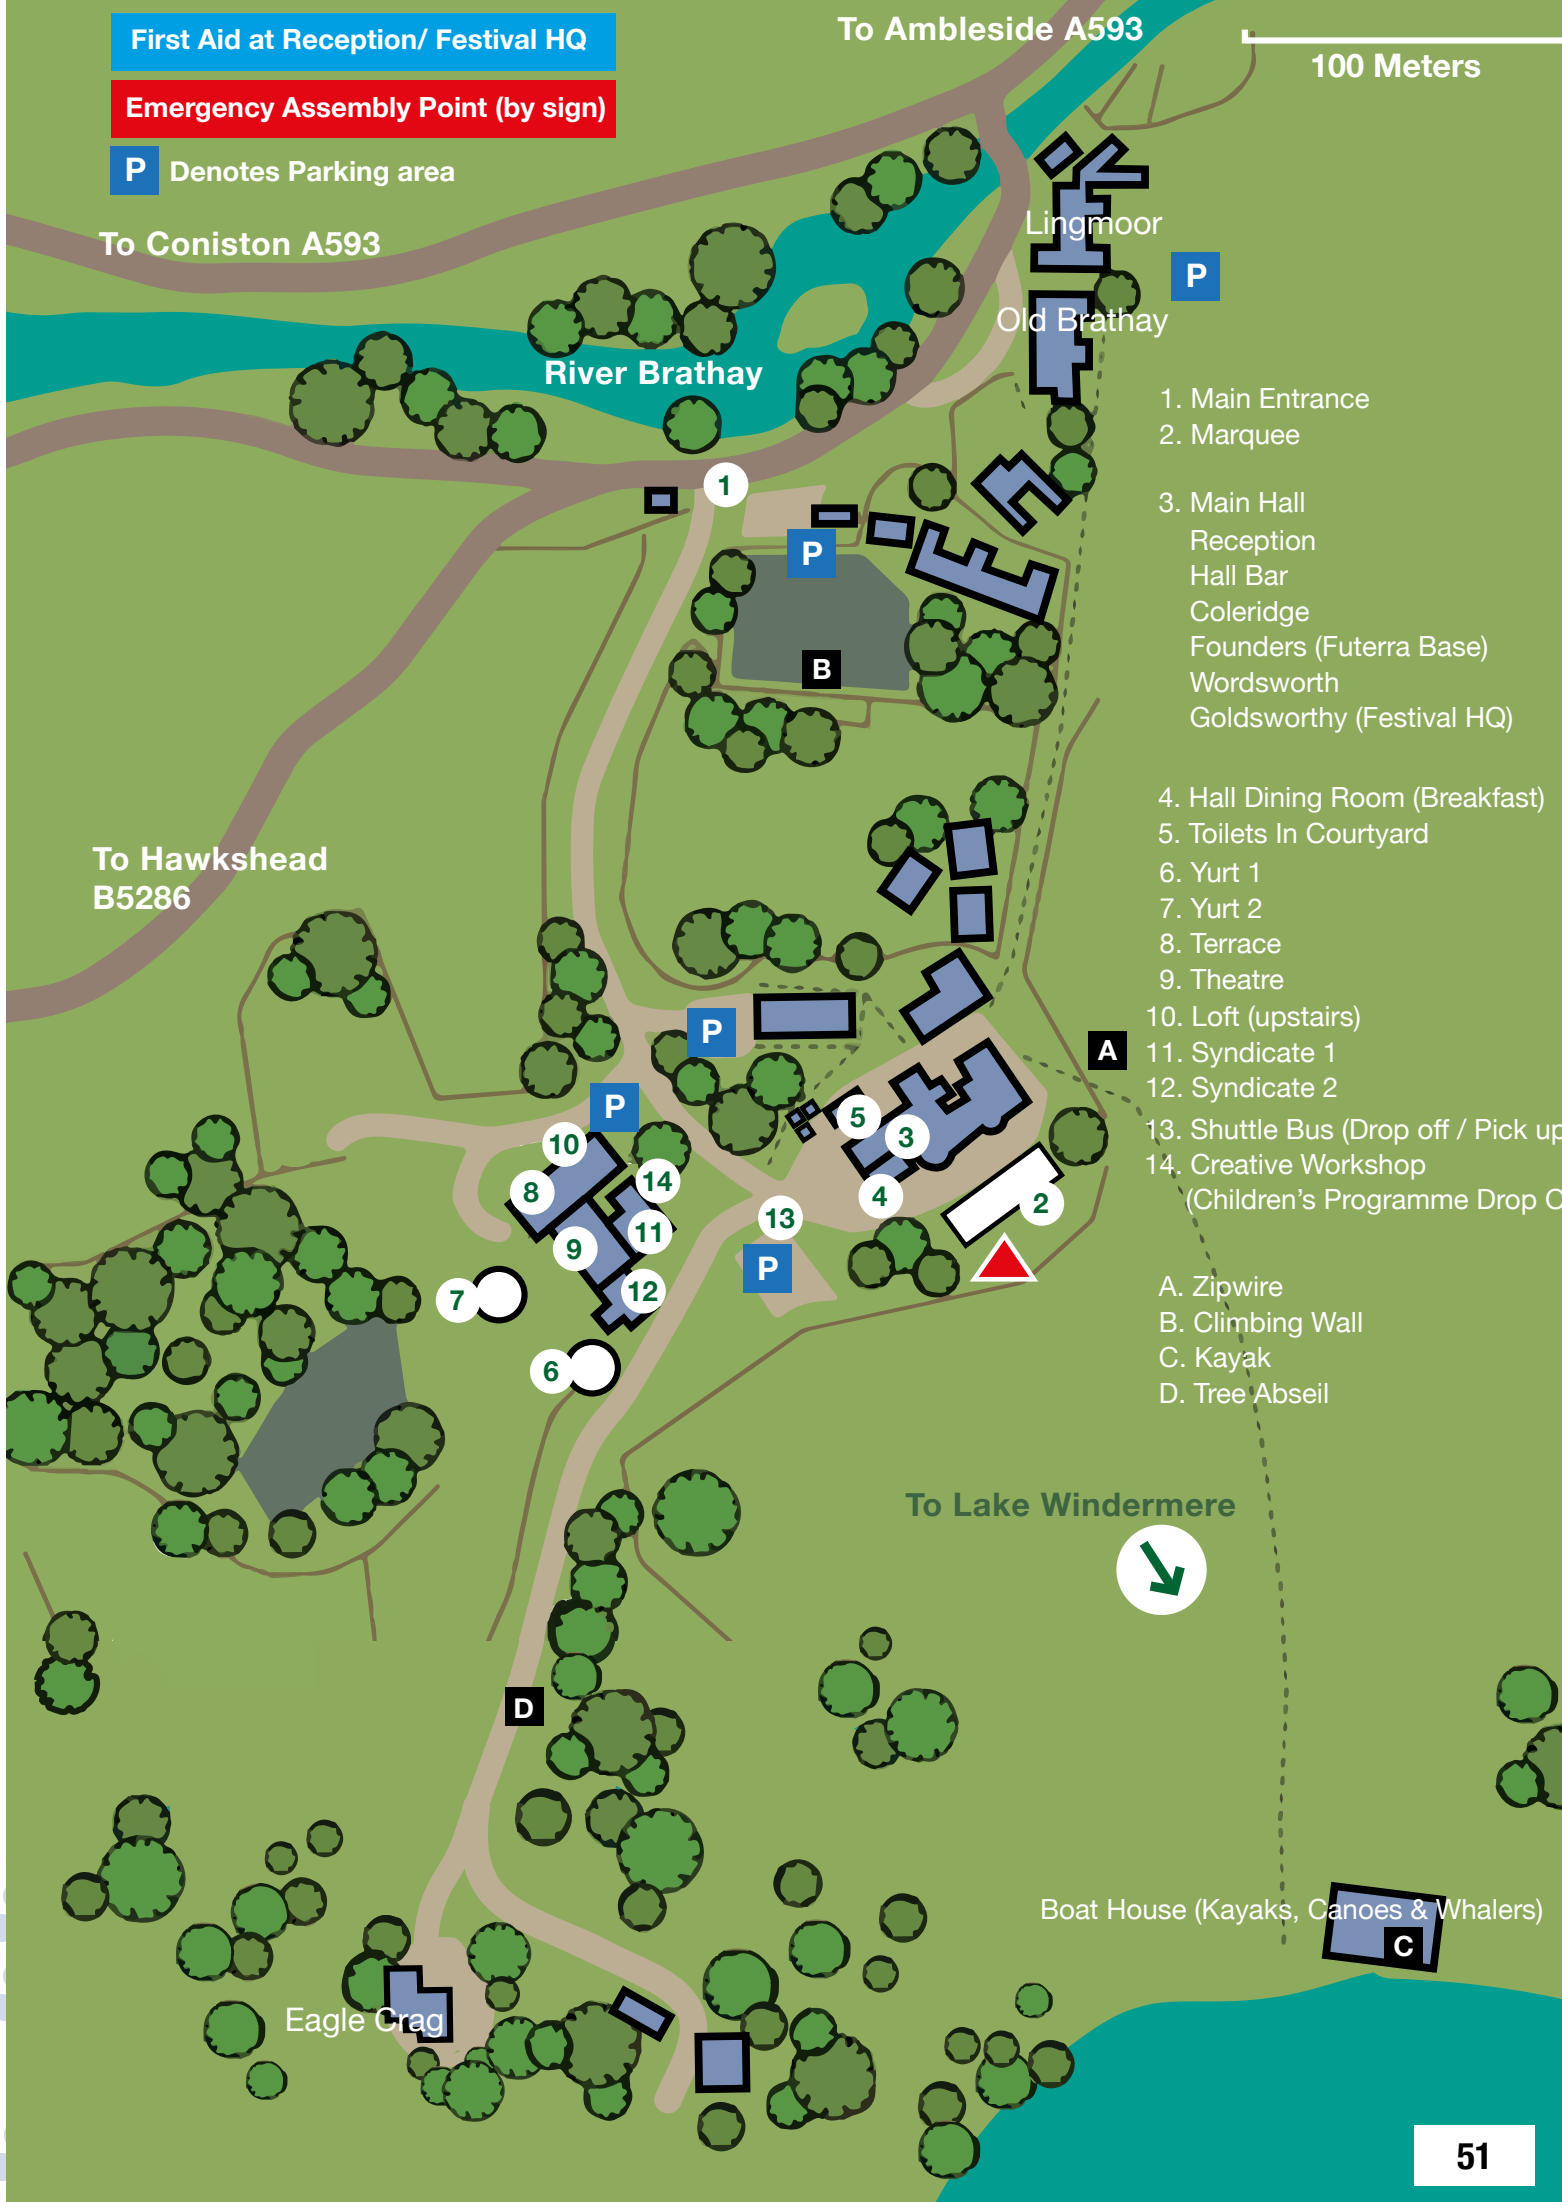 First Aid at Reception/ Festival HQ
Emergency Assembly Point (by sign)
P Denotes Parking area
To Ambleside A593
100 Meters
To Coniston A593
Lingmoor
P
Old Brathay
River Brathay
1
P
B
To Hawkshead
B5286
1. Main Entrance
2. Marquee
3. Main Hall
Reception
Hall Bar
Coleridge
Founders (Futerra Base)
Wordsworth
Goldsworthy (Festival HQ)
4. Hall Dining Room (Breakfast)
5. Toilets In Courtyard
6. Yurt 1
7. Yurt 2
8. Terrace
9. Theatre
10. Loft (upstairs)
11. Syndicate 1
12. Syndicate 2
13. Shuttle Bus (Drop off / Pick up
14. Creative Workshop
(Children's Programme Drop
A. Zipwire
B. Climbing Wall
C. Kayak
D. Tree Abseil
P
A
P
5
10
3
14
8
4
2
13
11
9
P
12
7
6
To Lake Windermere
D
Boat House (Kayaks, Canoes & Whalers)
C
Eagle Crag
51